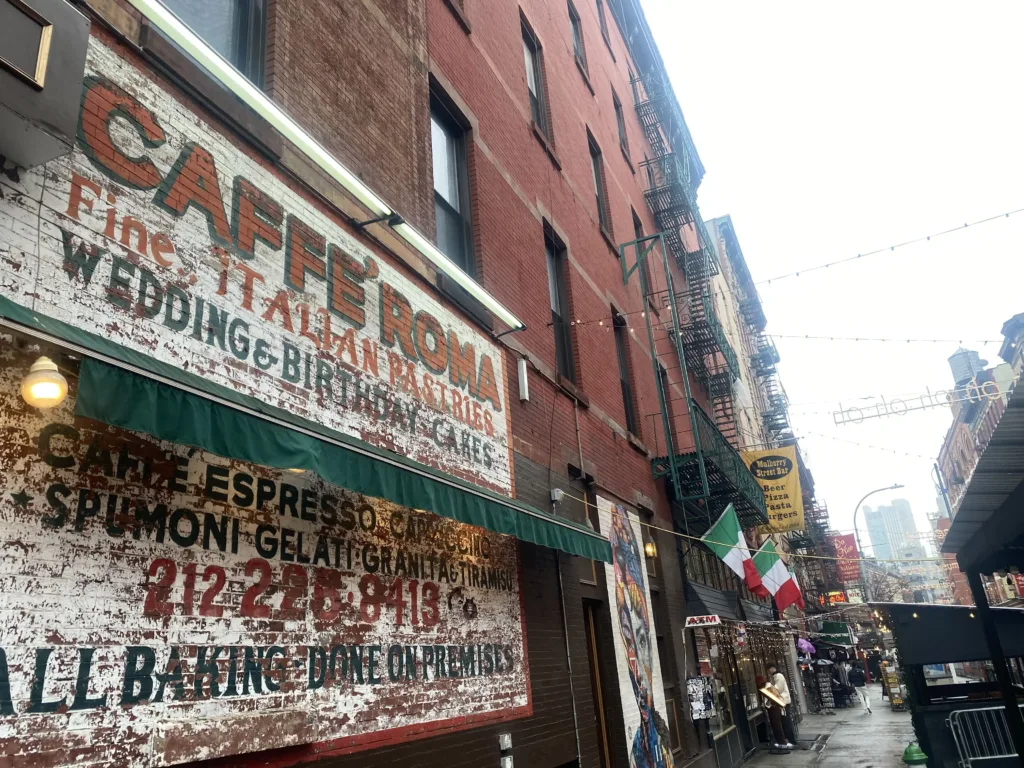 CAFFE' ROMA
Fine ITALIAN PASTRIES
WEDDING & BIRTHDAY CAKES
CAFFE ESPRESSO CAPPUCCINO
SPUMONI GELATI GRANITA & TIRAMISU
212-226-8413
ALL BAKING DONE ON PREMISES
Mulberry
Street Bar
Beer
Pizza
Pasta
Burgers